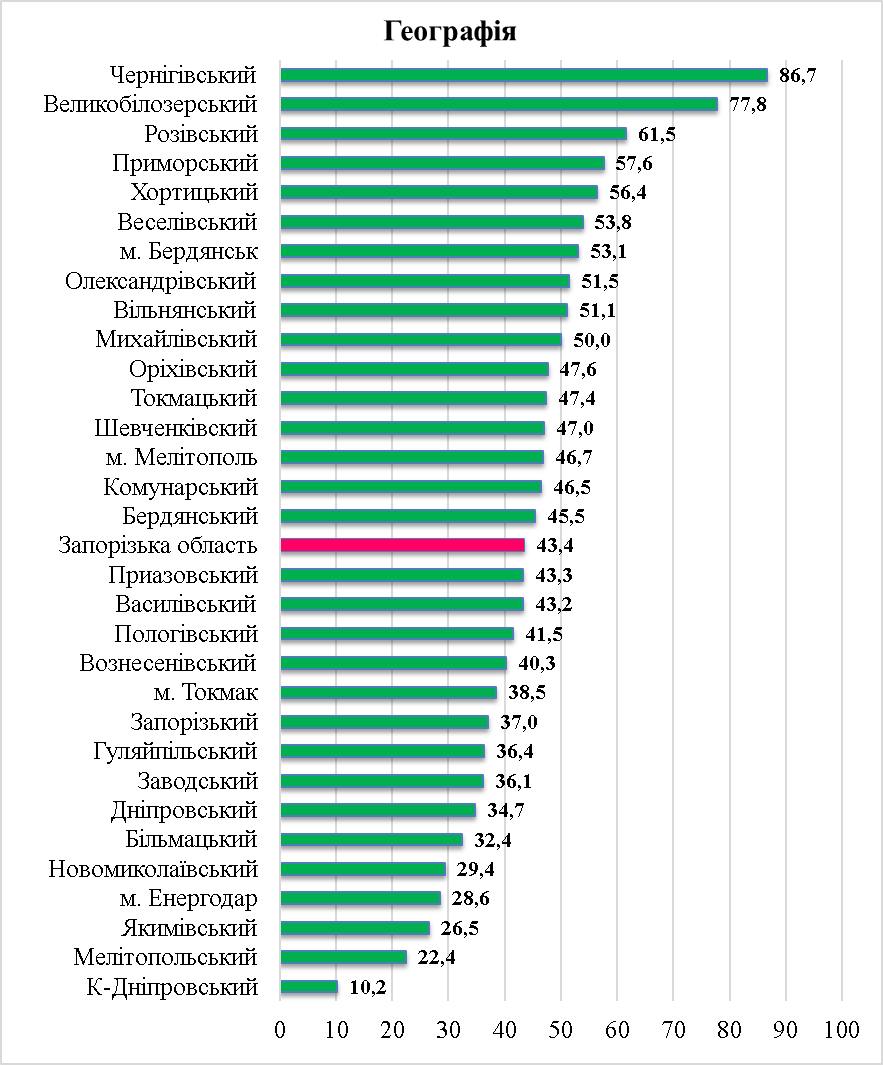 Географія
Чернігівський 86,7
Великобілозерський 77,8
Розівський 61,5
Приморський 57,6
Хортицький 56,4
Веселівський 53,8
м. Бердянськ 53,1
Олександрівський 51,5
Вільнянський 51,1
Михайлівський 50,0
Оріхівський 47,6
Токмацький 47,4
Шевченківский 47,0
м. Мелітополь 46,7
Комунарський 46,5
Бердянський 45,5
Запорізька область 43,4
Приазовський 43,3
Василівський 43,2
Пологівський 41,5
Вознесенівський 40,3
м. Токмак 38,5
Запорізький 37,0
Гуляйпільський 36,4
Заводський 36,1
Дніпровський 34,7
Більмацький 32,4
Новомиколаївський 29,4
м. Енергодар 28,6
Якимівський 26,5
Мелітопольський 22,4
К-Дніпровський 10,2
0 10 20 30 40 50 60 70 80 90 100